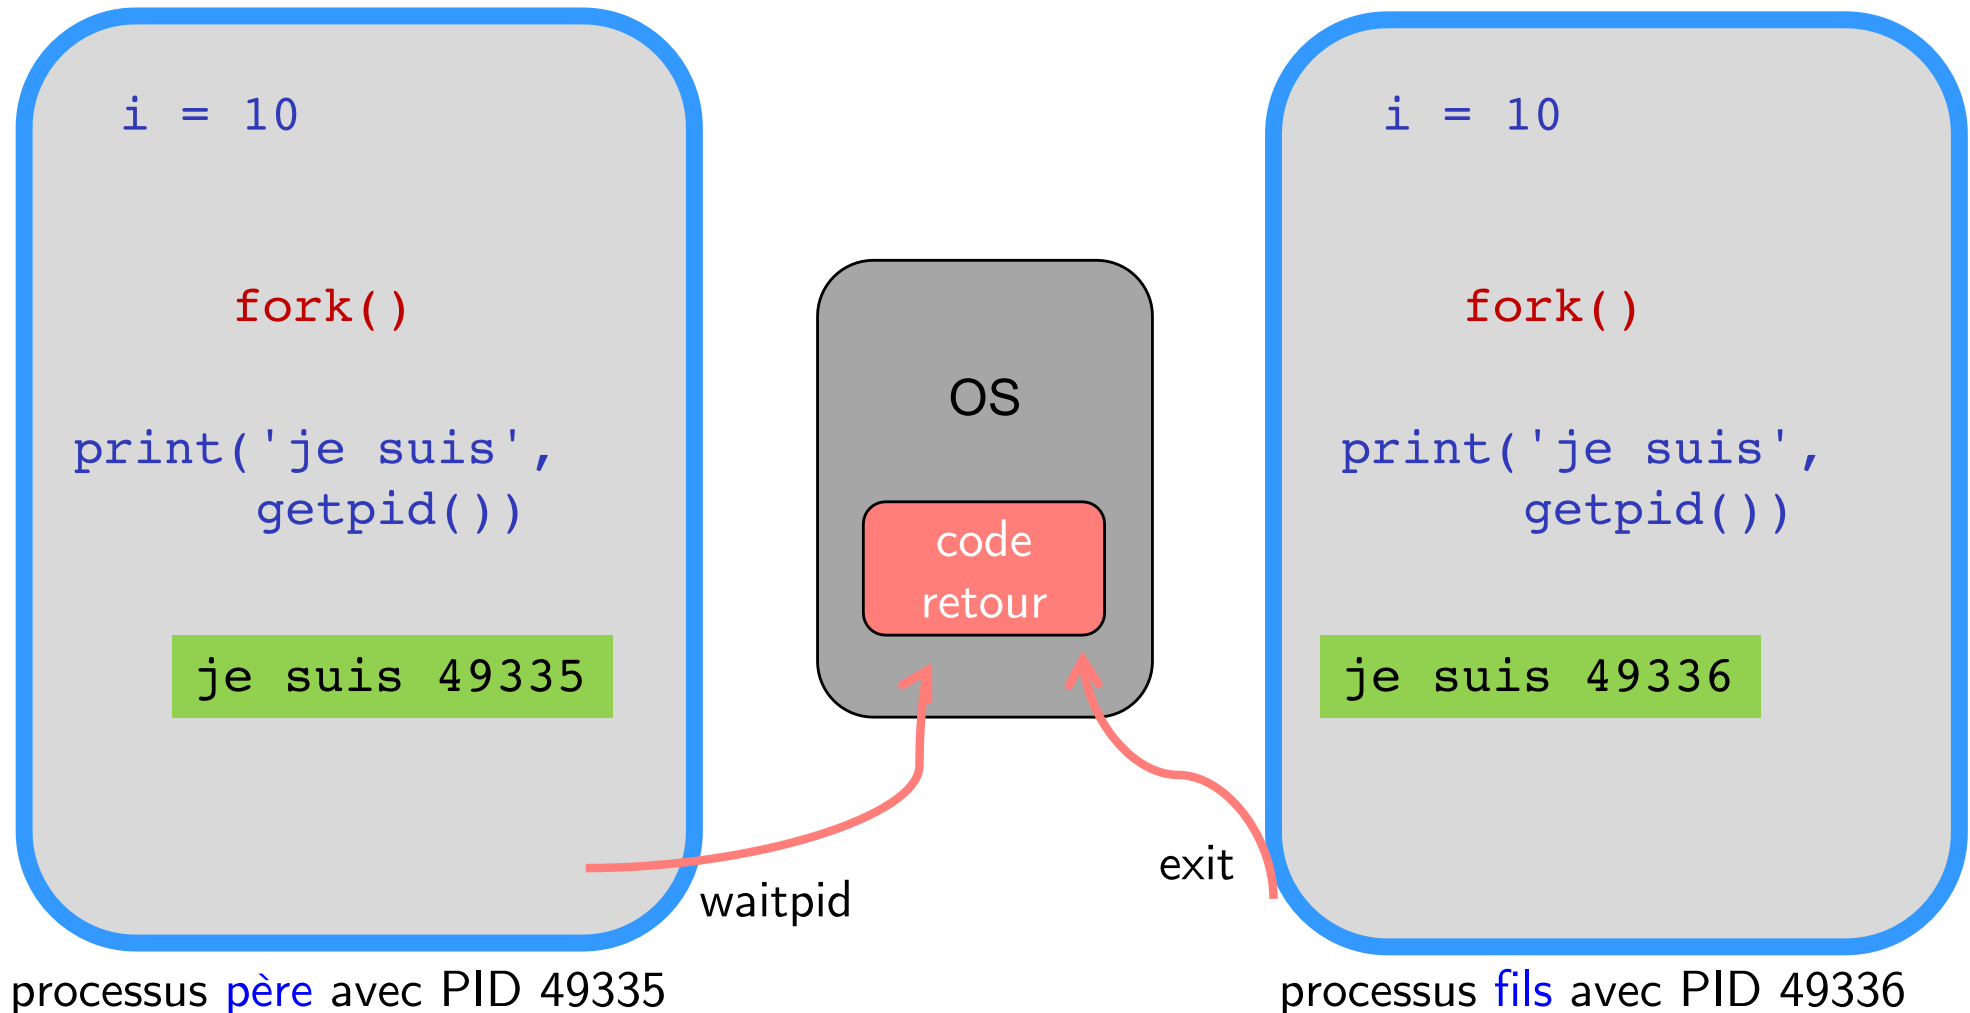 i = 10
fork()
print('je suis',
getpid())
je suis 49335
processus père avec PID 49335
waitpid
OS
code
retour
exit
i = 10
fork()
print('je suis',
getpid())
je suis 49336
processus fils avec PID 49336